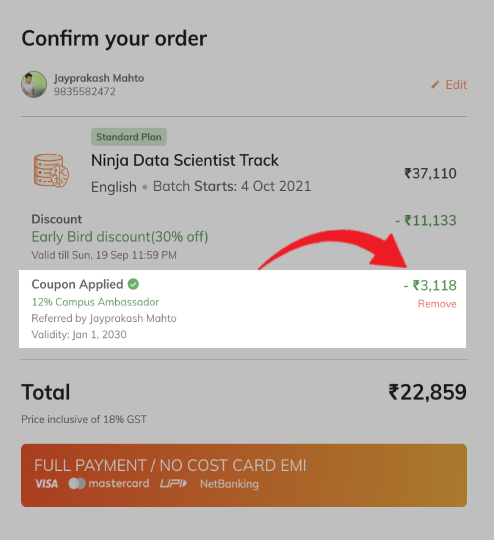 Confirm your order
Jayprakash Mahto
9835582472
Edit
Standard Plan
Ninja Data Scientist Track
₹37,110
English • Batch Starts: 4 Oct 2021
Discount
- ₹11,133
Early Bird discount(30% off)
Valid till Sun, 19 Sep 11:59 PM
Coupon Applied
- ₹3,118
12% Campus Ambassador
Remove
Referred by Jayprakash Mahto
Validity: Jan 1, 2030
Total
₹22,859
Price inclusive of 18% GST
FULL PAYMENT / NO COST CARD EMI
VISA mastercard UPI NetBanking